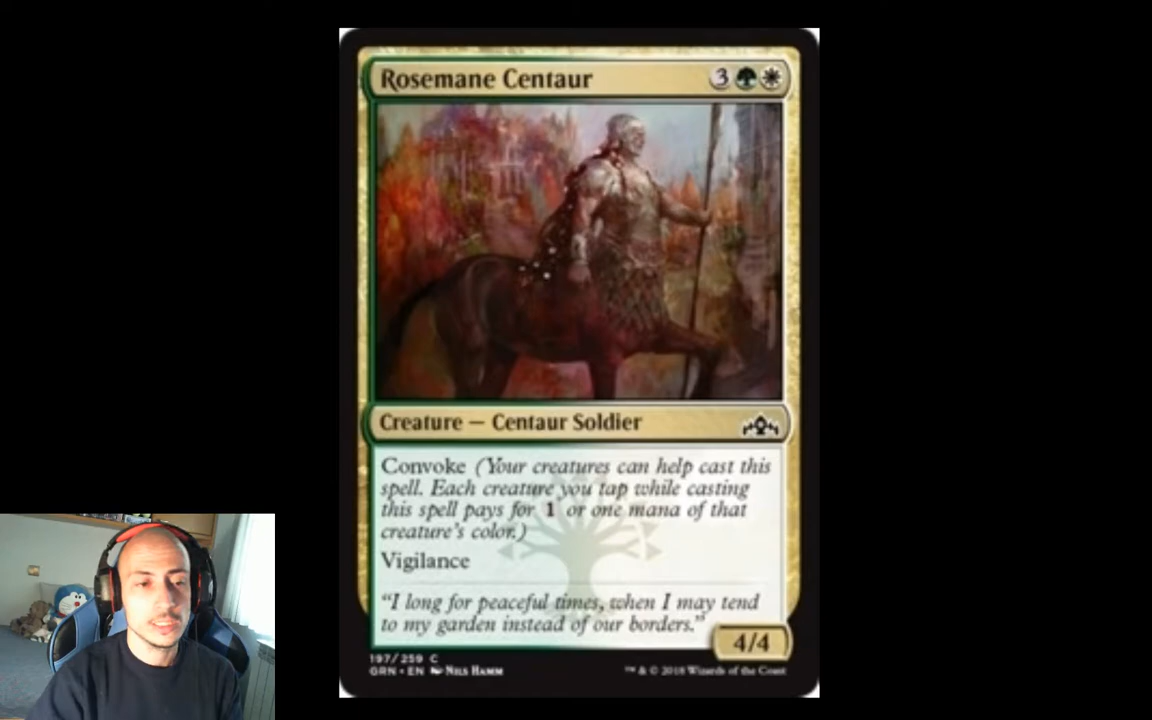 Rosemane Centaur 3
Creature — Centaur Soldier
Convoke (Your creatures can help cast this
spell. Each creature you tap while casting
this spell pays for 1 or one mana of that
creature's color.)
Vigilance
"I long for peaceful times, when I may tend
to my garden instead of our borders."
4/4
197/259 C
GRN • EN Nils Hamm
™ & © 2018 Wizards of the Coast